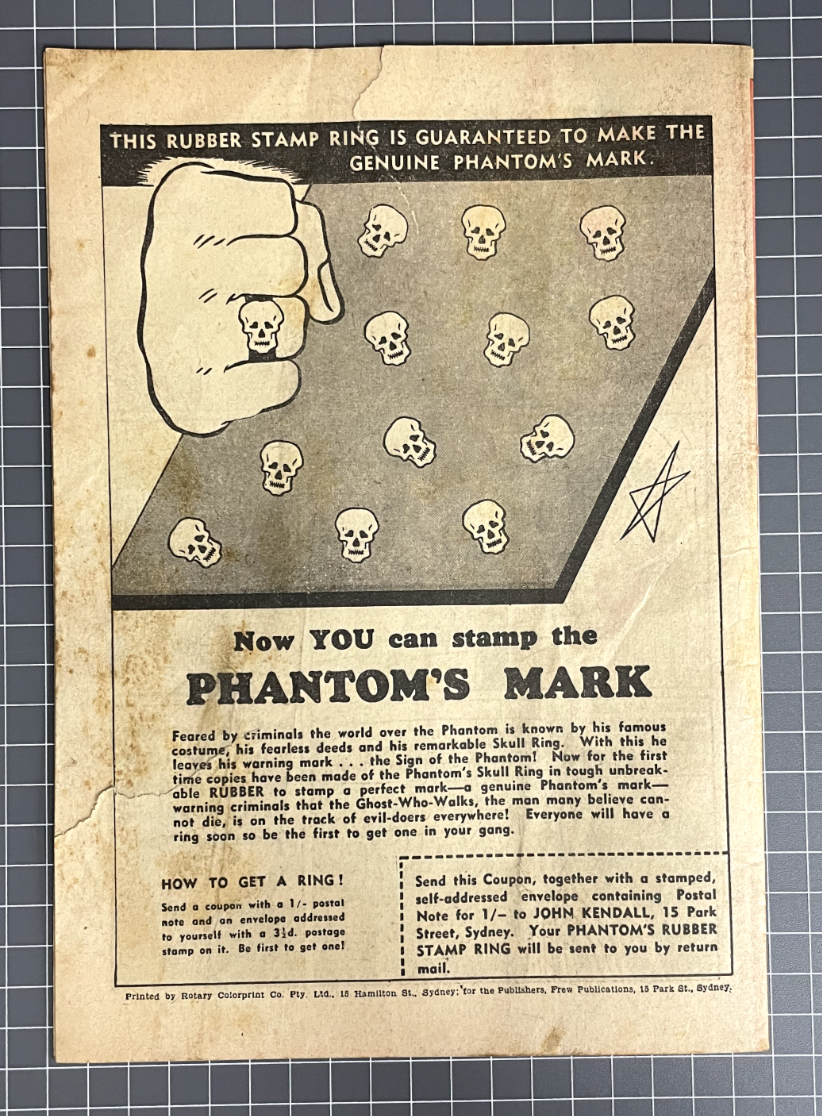 THIS RUBBER STAMP RING IS GUARANTEED TO MAKE THE
GENUINE PHANTOM'S MARK.
Now YOU can stamp the
PHANTOM'S MARK
Feared by criminals the world over the Phantom is known by his famous
costume, his fearless deeds and his remarkable Skull Ring. With this he
leaves his warning mark . . . the Sign of the Phantom! Now for the first
time copies have been made of the Phantom's Skull Ring in tough unbreak-
able RUBBER to stamp a perfect mark—a genuine Phantom's mark—
warning criminals that the Ghost-Who-Walks, the man many believe can-
not die, is on the track of evil-doers everywhere! Everyone will have a
ring soon so be the first to get one in your gang.
HOW TO GET A RING!
Send a coupon with a 1/- postal
note and an envelope addressed
to yourself with a 3½d. postage
stamp on it. Be first to get one!
Send this Coupon, together with a stamped,
self-addressed envelope containing Postal
Note for 1/– to JOHN KENDALL, 15 Park
Street, Sydney. Your PHANTOM'S RUBBER
STAMP RING will be sent to you by return
mail.
Printed by Rotary Colorprint Co. Pty. Ltd., 15 Hamilton St., Sydney; for the Publishers, Frew Publications, 15 Park St., Sydney.